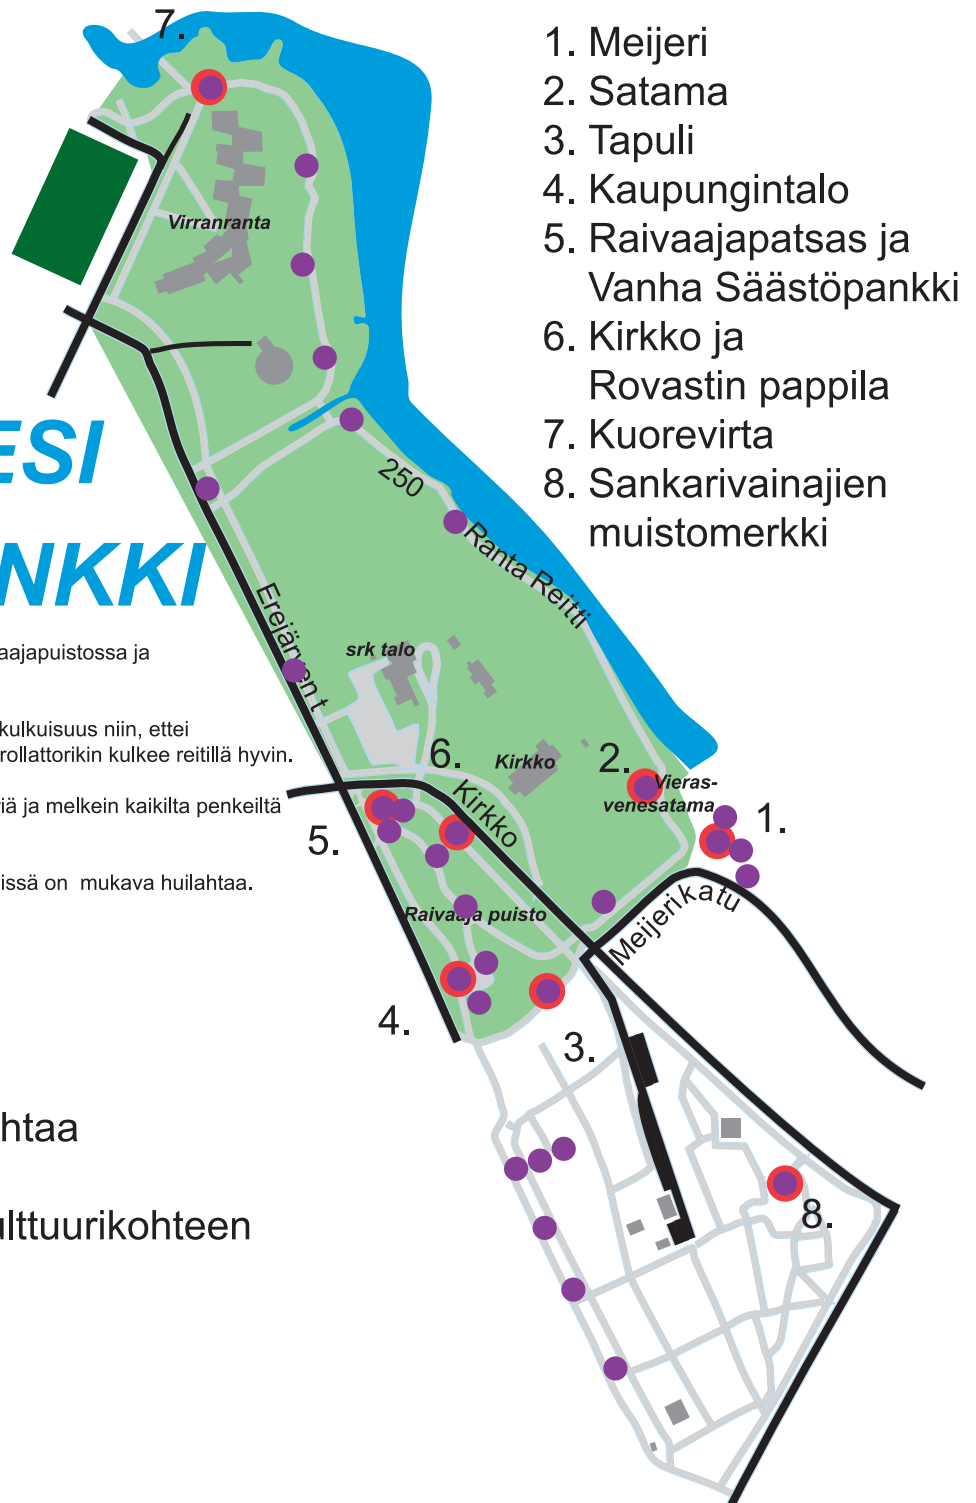 1. Meijeri
2. Satama
3. Tapuli
4. Kaupungintalo
5. Raivaajapatsas ja
Vanha Säästöpankki
6. Kirkko ja
Rovastin pappila
7. Kuorevirta
8. Sankarivainajien
muistomerkki
7.
Virranranta
ESI
NKKI
250
Ranta Reitti
Erejärven t
srk talo
aajapuistossa ja
kulkuisuus niin, ettei
rollattorikin kulkee reitillä hyvin.
iä ja melkein kaikilta penkeiltä
issä on mukava huilahtaa.
6.
Kirkko
Kirkko
2.
Vieras-
venesatama
1.
5.
Raivaaja puisto
Meijerikatu
4.
3.
8.
htaa
ulttuurikohteen